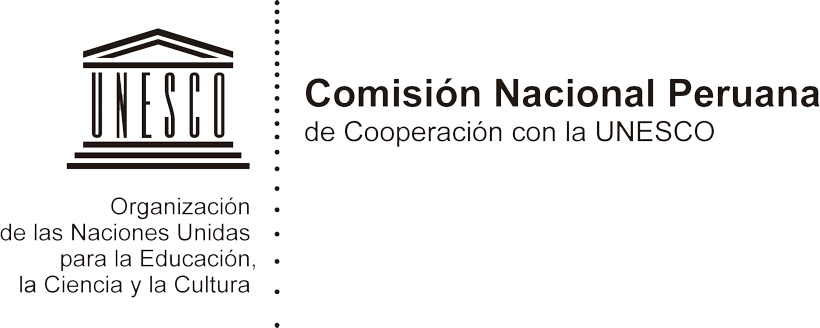 UNESCO
Organización
de las Naciones Unidas
para la Educación,
la Ciencia y la Cultura
Comisión Nacional Peruana
de Cooperación con la UNESCO